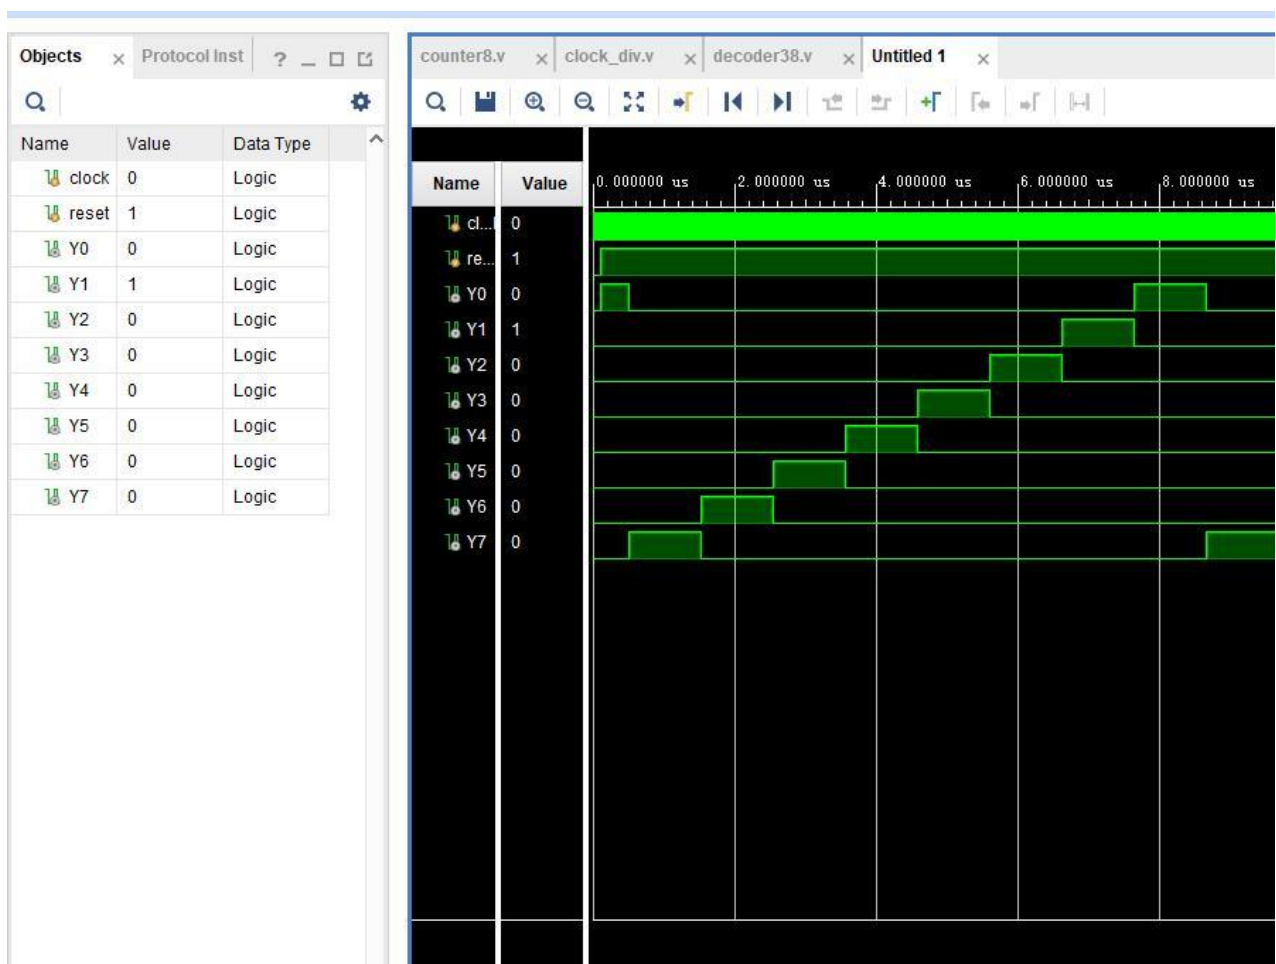 Objects × Protocol Inst ?
Name Value Data Type
clock 0 Logic
reset 1 Logic
Y0 0 Logic
Y1 1 Logic
Y2 0 Logic
Y3 0 Logic
Y4 0 Logic
Y5 0 Logic
Y6 0 Logic
Y7 0 Logic
counter8.v × clock_div.v × decoder38.v × Untitled 1 ×
Name Value 0.000000 us 2.000000 us 4.000000 us 6.000000 us 8.000000 us
cl... 0
re... 1
Y0 0
Y1 1
Y2 0
Y3 0
Y4 0
Y5 0
Y6 0
Y7 0